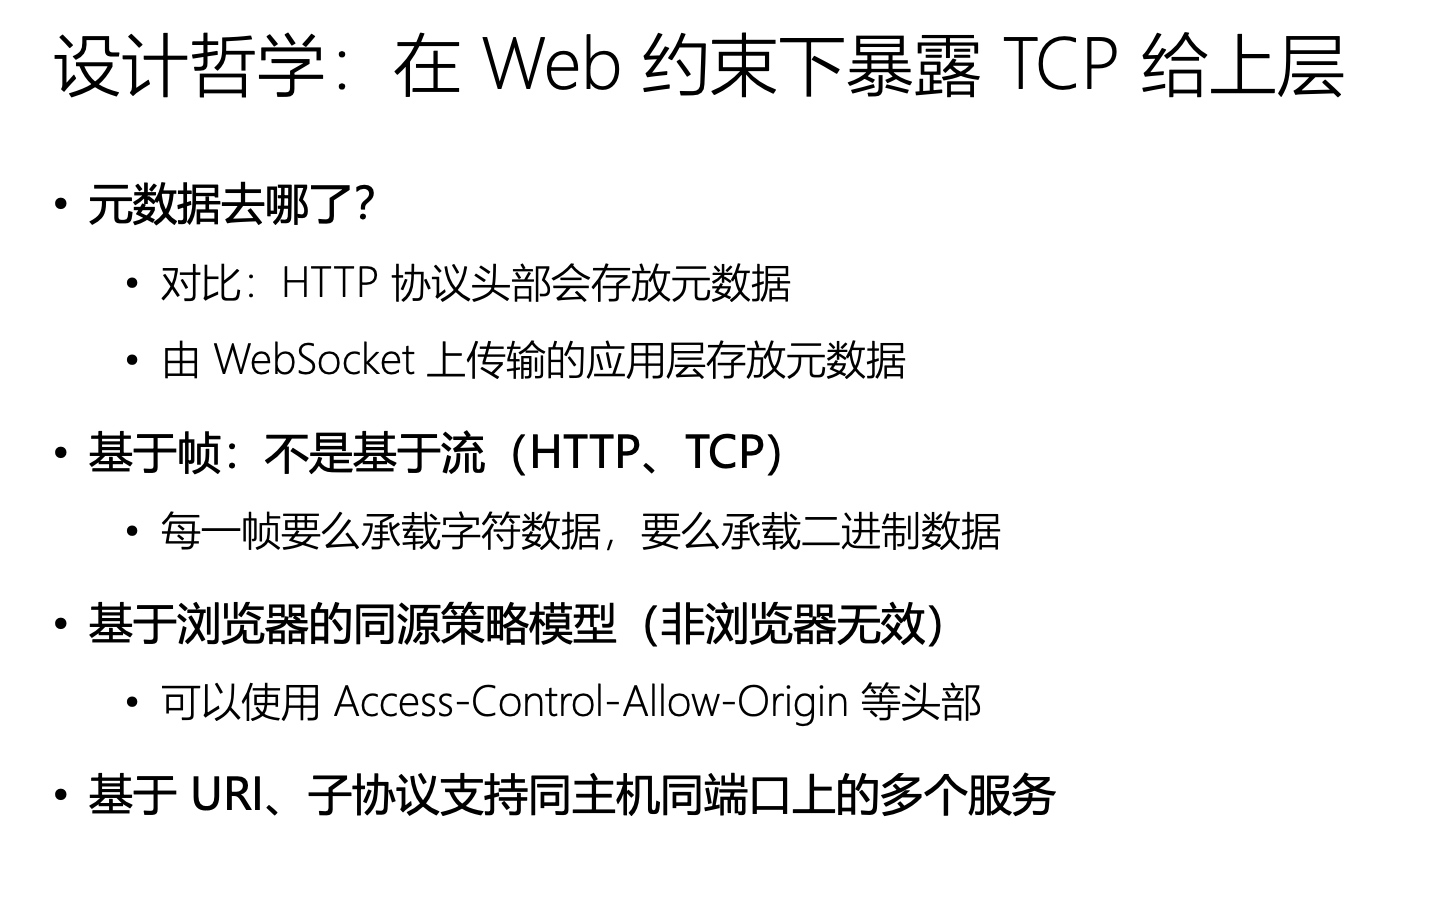 设计哲学：在 Web 约束下暴露 TCP 给上层
• 元数据去哪了？
• 对比：HTTP 协议头部会存放元数据
• 由 WebSocket 上传输的应用层存放元数据
• 基于帧：不是基于流（HTTP、TCP）
• 每一帧要么承载字符数据，要么承载二进制数据
• 基于浏览器的同源策略模型（非浏览器无效）
• 可以使用 Access-Control-Allow-Origin 等头部
• 基于 URI、子协议支持同主机同端口上的多个服务